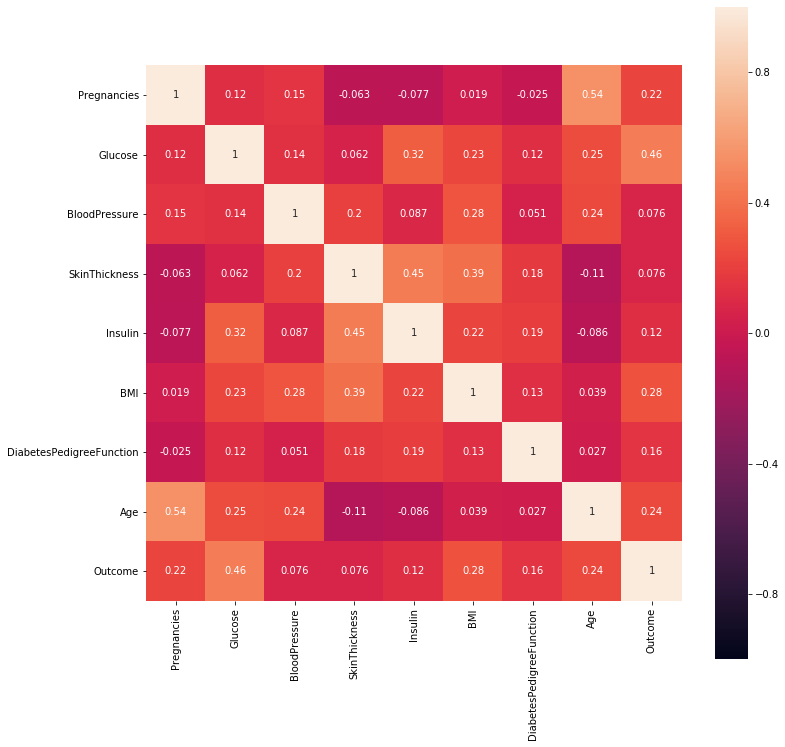 0.8
Pregnancies 1 0.12 0.15 -0.063 -0.077 0.019 -0.025 0.54 0.22
Glucose 0.12 1 0.14 0.062 0.32 0.23 0.12 0.25 0.46
0.4
BloodPressure 0.15 0.14 1 0.2 0.087 0.28 0.051 0.24 0.076
SkinThickness -0.063 0.062 0.2 1 0.45 0.39 0.18 -0.11 0.076
0.0
Insulin -0.077 0.32 0.087 0.45 1 0.22 0.19 -0.086 0.12
BMI 0.019 0.23 0.28 0.39 0.22 1 0.13 0.039 0.28
DiabetesPedigreeFunction -0.025 0.12 0.051 0.18 0.19 0.13 1 0.027 0.16
−0.4
Age 0.54 0.25 0.24 -0.11 -0.086 0.039 0.027 1 0.24
Outcome 0.22 0.46 0.076 0.076 0.12 0.28 0.16 0.24 1
−0.8
Pregnancies
Glucose
BloodPressure
SkinThickness
Insulin
BMI
DiabetesPedigreeFunction
Age
Outcome